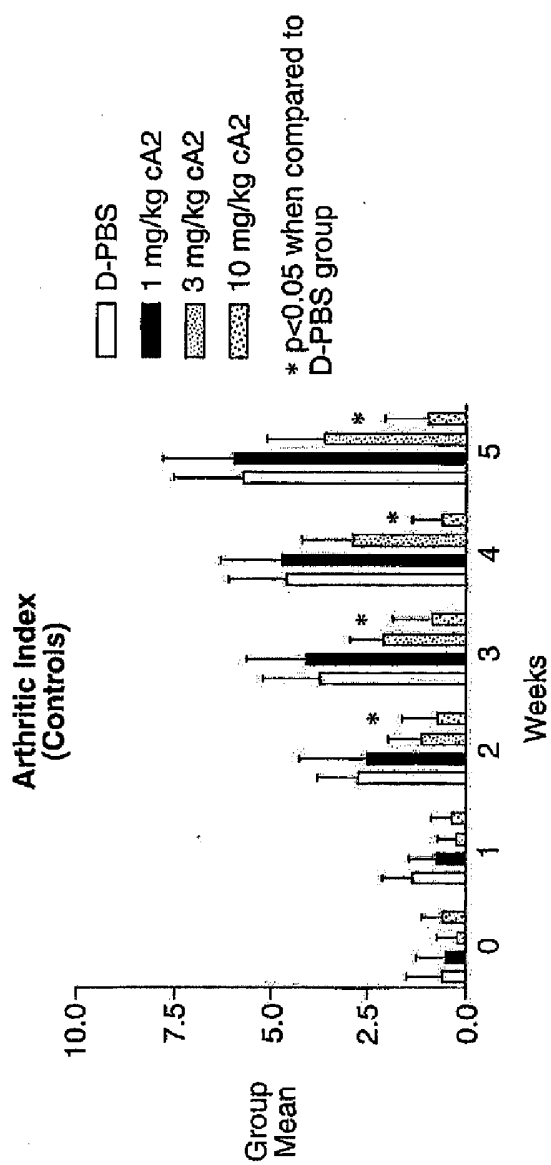 Arthritic Index
(Controls)
Group
Mean
10.0
7.5
5.0
2.5
0.0
0 1 2 3 4 5
Weeks
* * * *
D-PBS
1 mg/kg cA2
3 mg/kg cA2
10 mg/kg cA2
* p<0.05 when compared to
D-PBS group